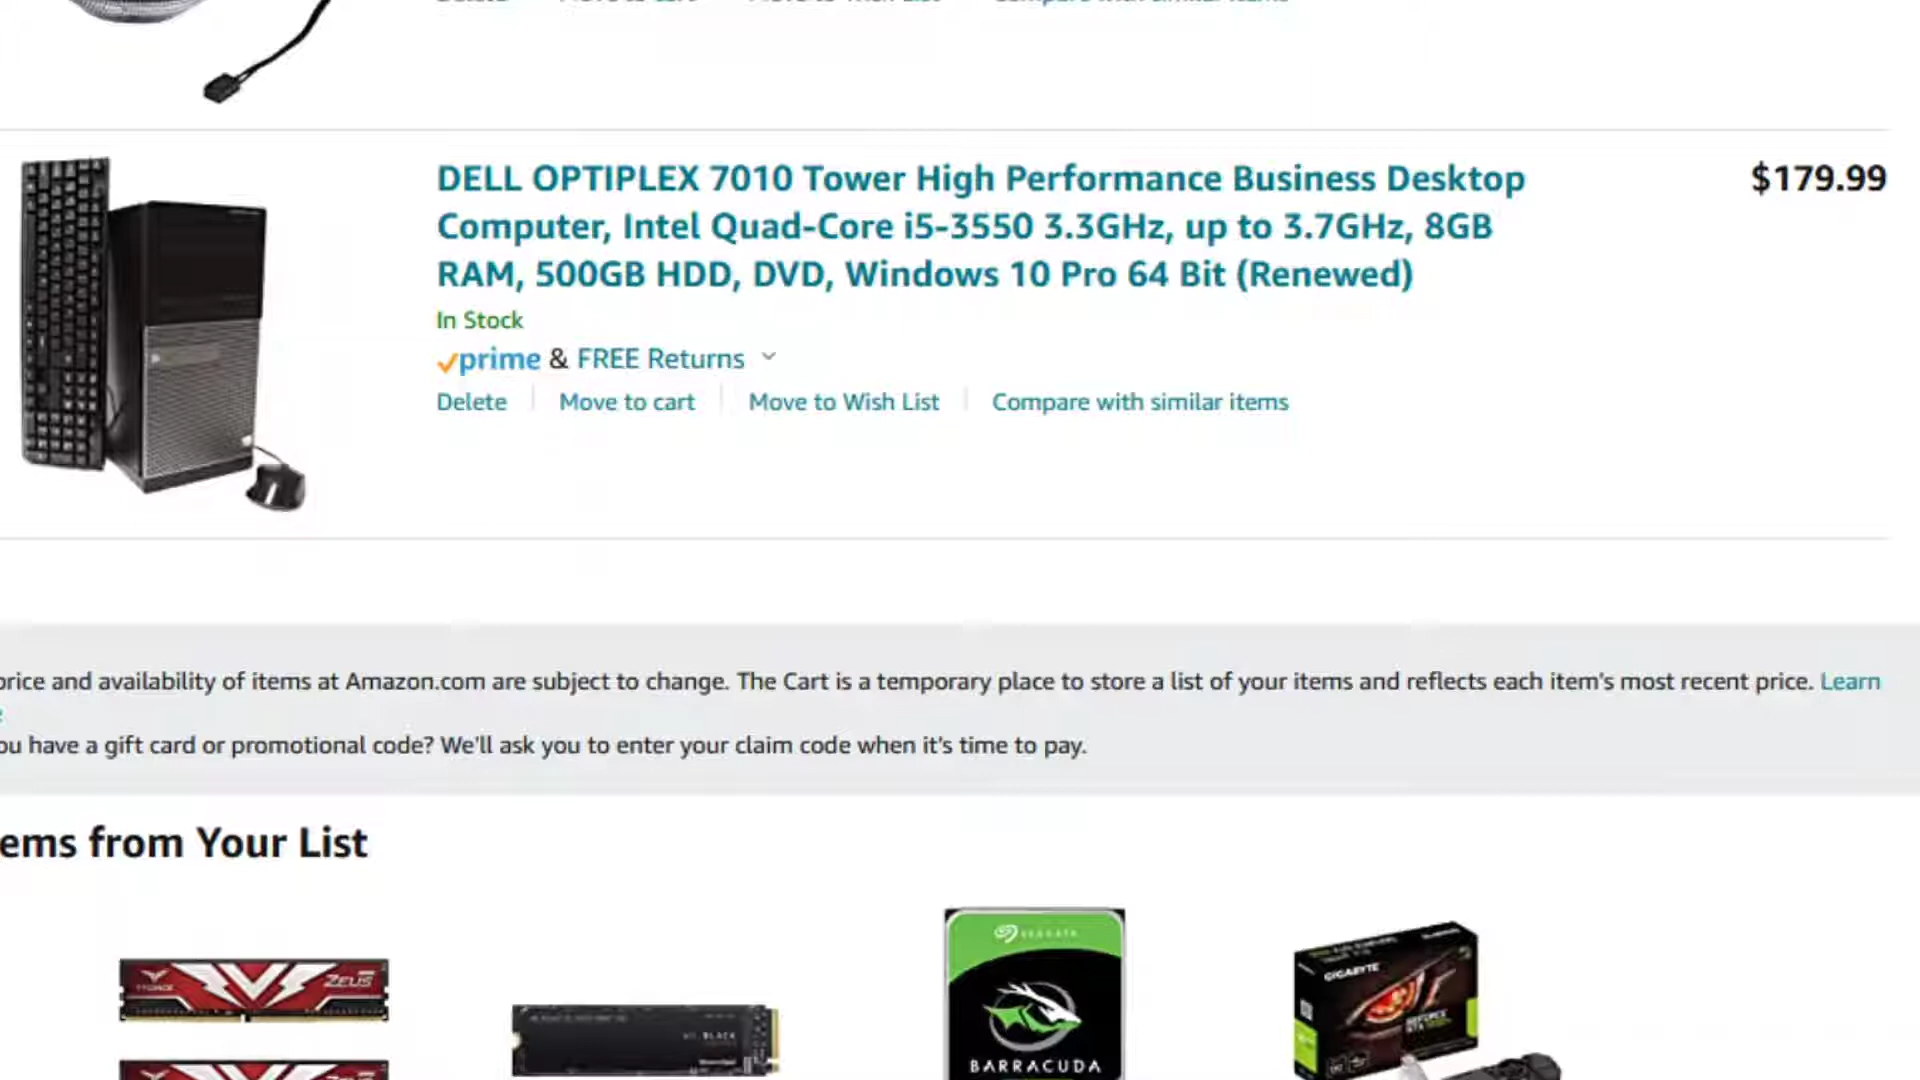 DELL OPTIPLEX 7010 Tower High Performance Business Desktop $179.99
Computer, Intel Quad-Core i5-3550 3.3GHz, up to 3.7GHz, 8GB
RAM, 500GB HDD, DVD, Windows 10 Pro 64 Bit (Renewed)
In Stock
prime & FREE Returns
Delete Move to cart Move to Wish List Compare with similar items
price and availability of items at Amazon.com are subject to change. The Cart is a temporary place to store a list of your items and reflects each item's most recent price. Learn
ou have a gift card or promotional code? We'll ask you to enter your claim code when it's time to pay.
ems from Your List
SEAGATE
ZEUS
GIGABYTE
BLACK
BARRACUDA